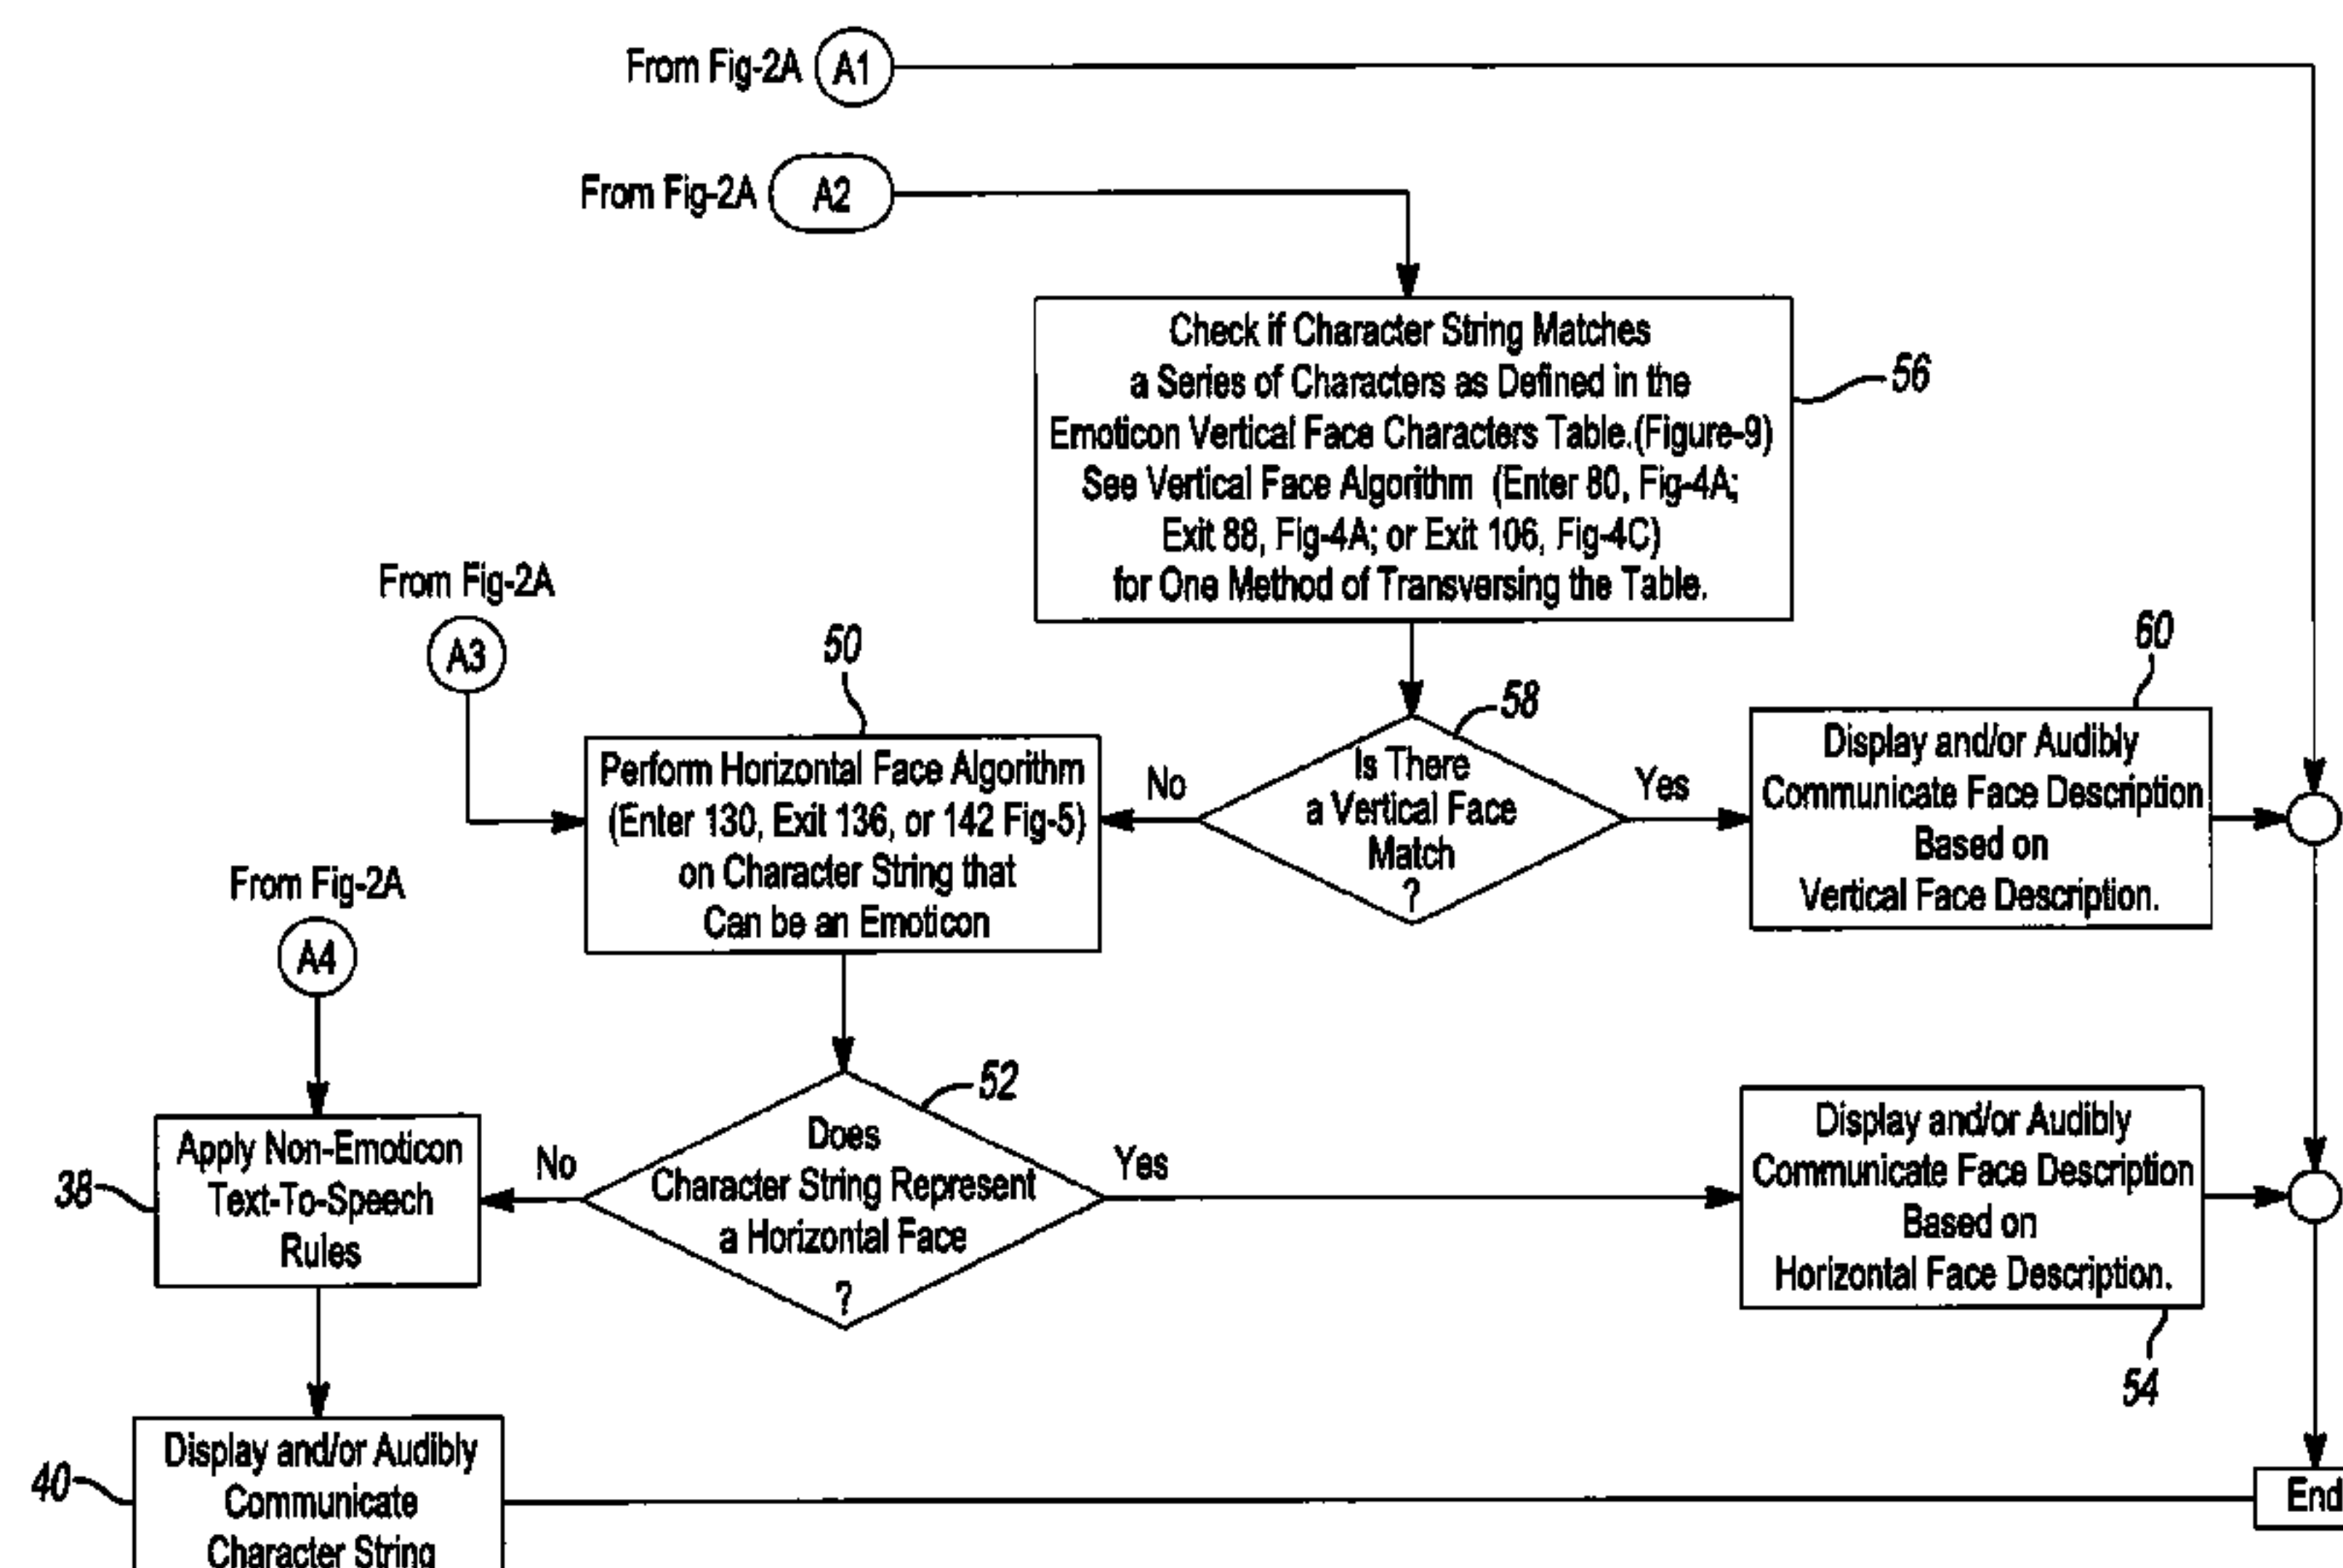 From Fig-2A A1
From Fig-2A A2
Check if Character String Matches
a Series of Characters as Defined in the
Emoticon Vertical Face Characters Table.(Figure-9)
See Vertical Face Algorithm (Enter 80, Fig-4A;
Exit 88, Fig-4A; or Exit 106, Fig-4C)
for One Method of Transversing the Table.
56
From Fig-2A
A3
50
Perform Horizontal Face Algorithm
(Enter 130, Exit 136, or 142 Fig-5)
on Character String that
Can be an Emoticon
No
58
Is There
a Vertical Face
Match
?
Yes
60
Display and/or Audibly
Communicate Face Description
Based on
Vertical Face Description.
From Fig-2A
A4
38
Apply Non-Emoticon
Text-To-Speech
Rules
No
52
Does
Character String Represent
a Horizontal Face
?
Yes
Display and/or Audibly
Communicate Face Description
Based on
Horizontal Face Description.
54
40
Display and/or Audibly
Communicate
Character String
End